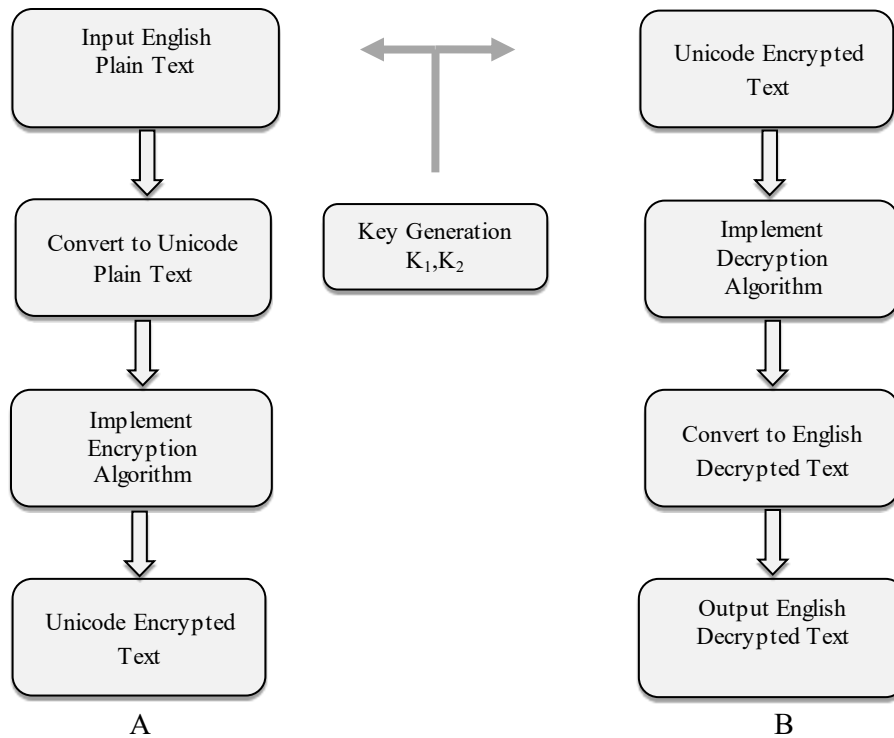 Input English
Plain Text
Convert to Unicode
Plain Text
Implement
Encryption
Algorithm
Unicode Encrypted
Text
A
Key Generation
K₁,K₂
Unicode Encrypted
Text
Implement
Decryption
Algorithm
Convert to English
Decrypted Text
Output English
Decrypted Text
B